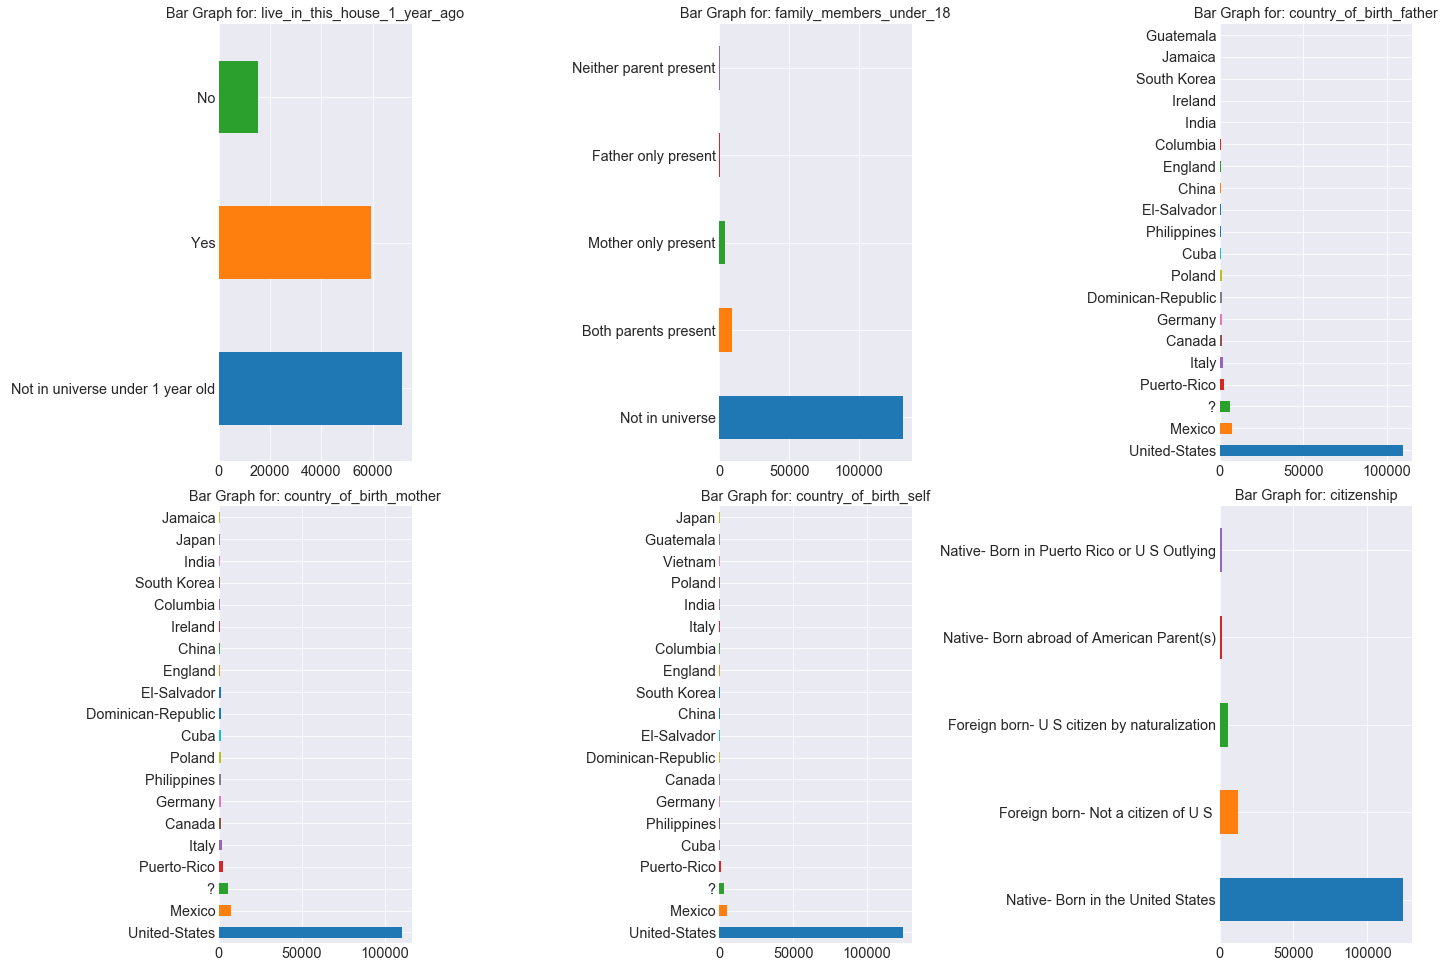 Bar Graph for: live_in_this_house_1_year_ago
No
Yes
Not in universe under 1 year old
0 20000 40000 60000
Bar Graph for: family_members_under_18
Neither parent present
Father only present
Mother only present
Both parents present
Not in universe
0 50000 100000
Bar Graph for: country_of_birth_father
Guatemala
Jamaica
South Korea
Ireland
India
Columbia
England
China
El-Salvador
Philippines
Cuba
Poland
Dominican-Republic
Germany
Canada
Italy
Puerto-Rico
?
Mexico
United-States
0 50000 100000
Bar Graph for: country_of_birth_mother
Jamaica
Japan
India
South Korea
Columbia
Ireland
China
England
El-Salvador
Dominican-Republic
Cuba
Poland
Philippines
Germany
Canada
Italy
Puerto-Rico
?
Mexico
United-States
0 50000 100000
Bar Graph for: country_of_birth_self
Japan
Guatemala
Vietnam
Poland
India
Italy
Columbia
England
South Korea
China
El-Salvador
Dominican-Republic
Canada
Germany
Philippines
Cuba
Puerto-Rico
?
Mexico
United-States
0 50000 100000
Bar Graph for: citizenship
Native- Born in Puerto Rico or U S Outlying
Native- Born abroad of American Parent(s)
Foreign born- U S citizen by naturalization
Foreign born- Not a citizen of U S
Native- Born in the United States
0 50000 100000